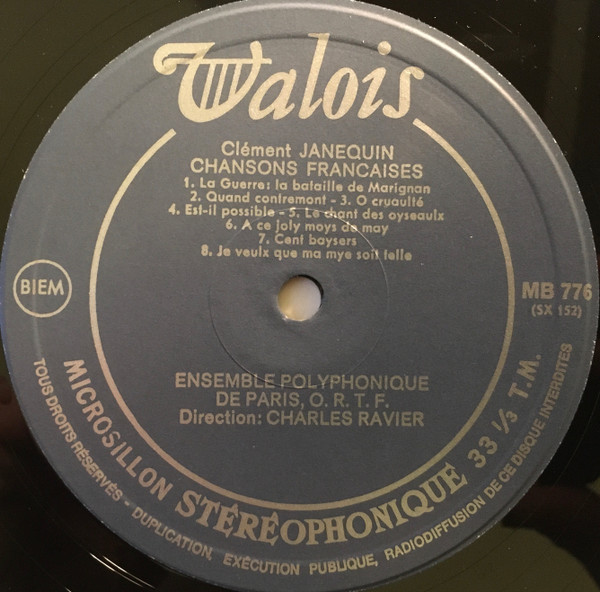 Valois
Clément JANEQUIN
CHANSONS FRANCAISES
1. La Guerre: la bataille de Marignan
2. Quand contremont - 3. O cruaulté
4. Est-il possible - 5. Le chant des oyseaulx
6. A ce joly moys de may
7. Cent baysers
8. Je veulx que ma mye soit telle
BIEM
MB 776
(SX 152)
ENSEMBLE POLYPHONIQUE
DE PARIS, O. R. T. F.
Direction: CHARLES RAVIER
MICROSILLON STÉRÉOPHONIQUE 33 1/3 T.M.
TOUS DROITS RÉSERVÉS - DUPLICATION, EXÉCUTION PUBLIQUE, RADIODIFFUSION DE CE DISQUE INTERDITES